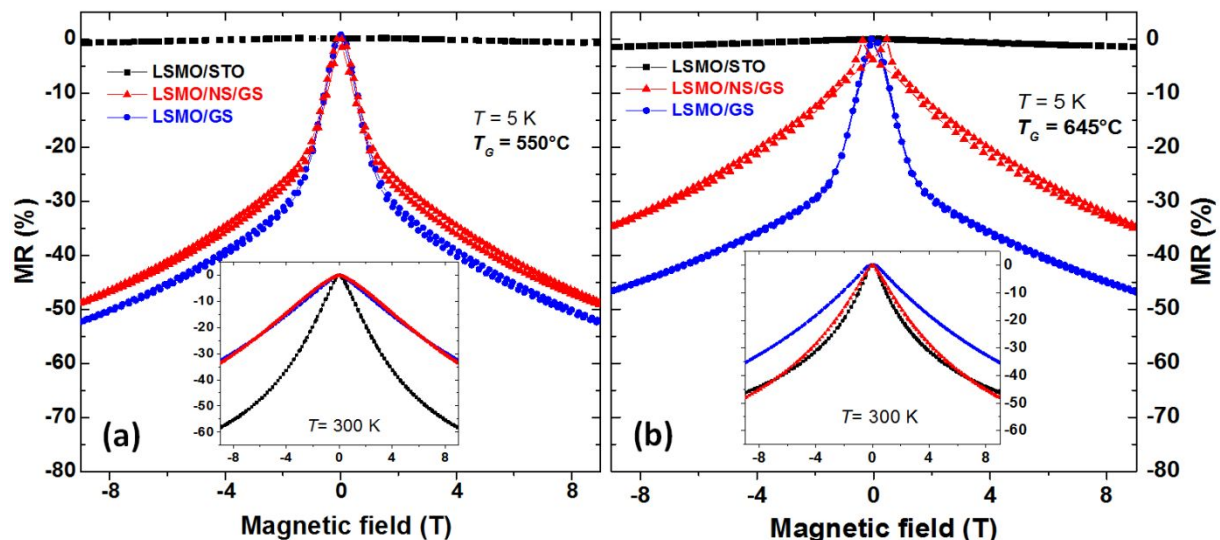 0
-10
-20
-30
-40
-50
-60
-70
-80
MR (%)
LSMO/STO
LSMO/NS/GS
LSMO/GS
T = 5 K
T_G = 550°C
0
-10
-20
-30
-40
-50
-60
-8 -4 0 4 8
T= 300 K
(a)
-8 -4 0 4 8
Magnetic field (T)
LSMO/STO
LSMO/NS/GS
LSMO/GS
T = 5 K
T_G = 645°C
0
-10
-20
-30
-40
-50
-60
-8 -4 0 4 8
T= 300 K
(b)
0
-10
-20
-30
-40
-50
-60
-70
-80
MR (%)
-8 -4 0 4 8
Magnetic field (T)